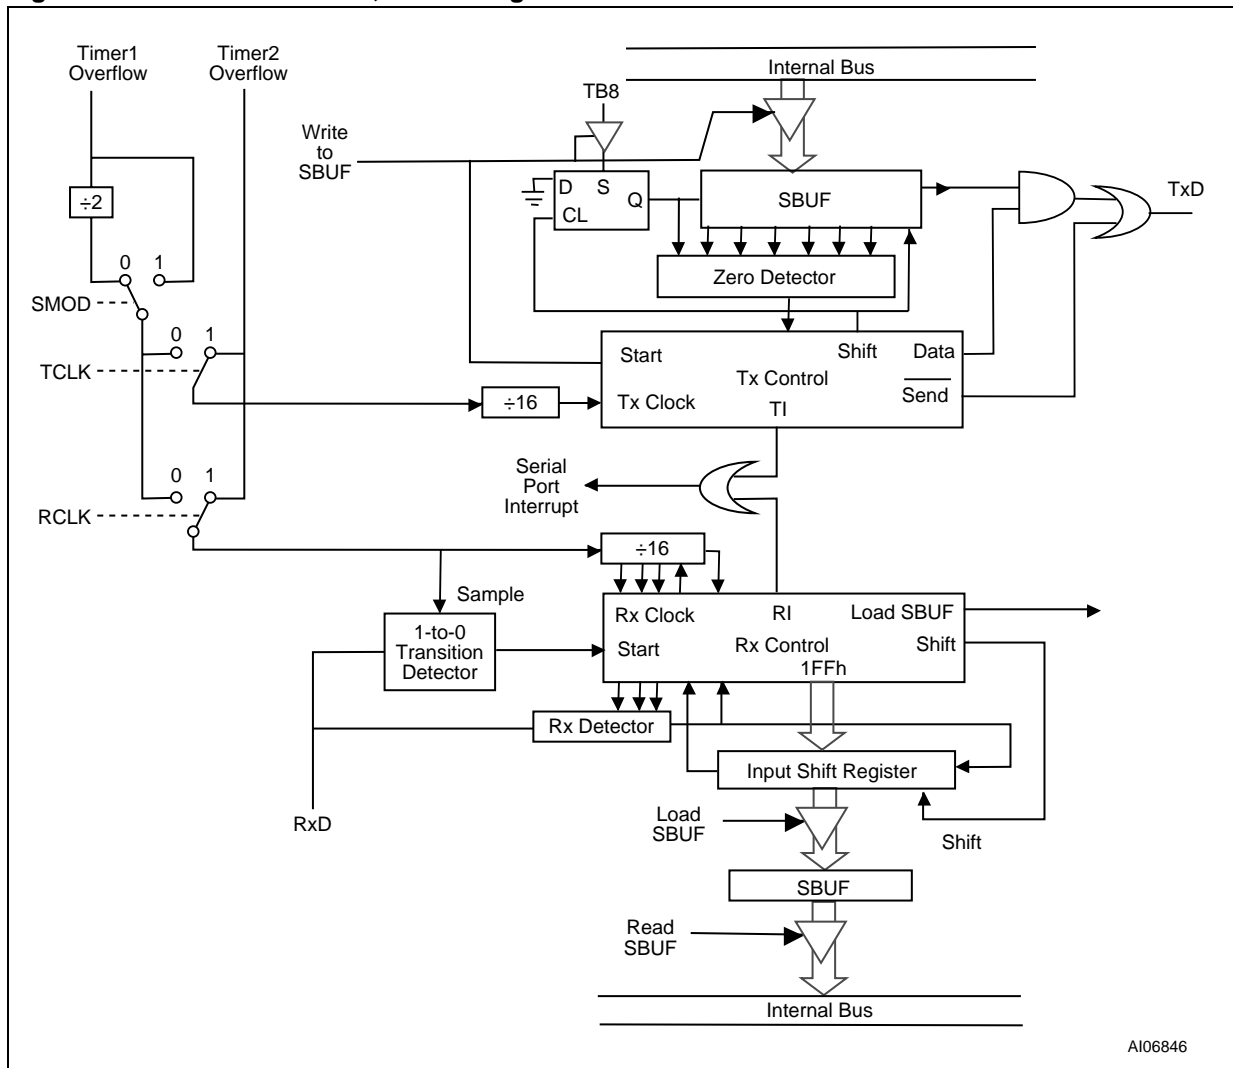 Timer1
Overflow
Timer2
Overflow
Internal Bus
TB8
Write
to
SBUF
D
S
Q
CL
SBUF
TxD
÷2
Zero Detector
0
1
SMOD
0
1
TCLK
Start
Shift
Data
Tx Control
Send
÷16
Tx Clock
TI
Serial
Port
Interrupt
0
1
RCLK
÷16
Sample
Rx Clock
RI
Load SBUF
1-to-0
Transition
Detector
Start
Rx Control
Shift
1FFh
Rx Detector
Input Shift Register
RxD
Load
SBUF
Shift
SBUF
Read
SBUF
Internal Bus
AI06846